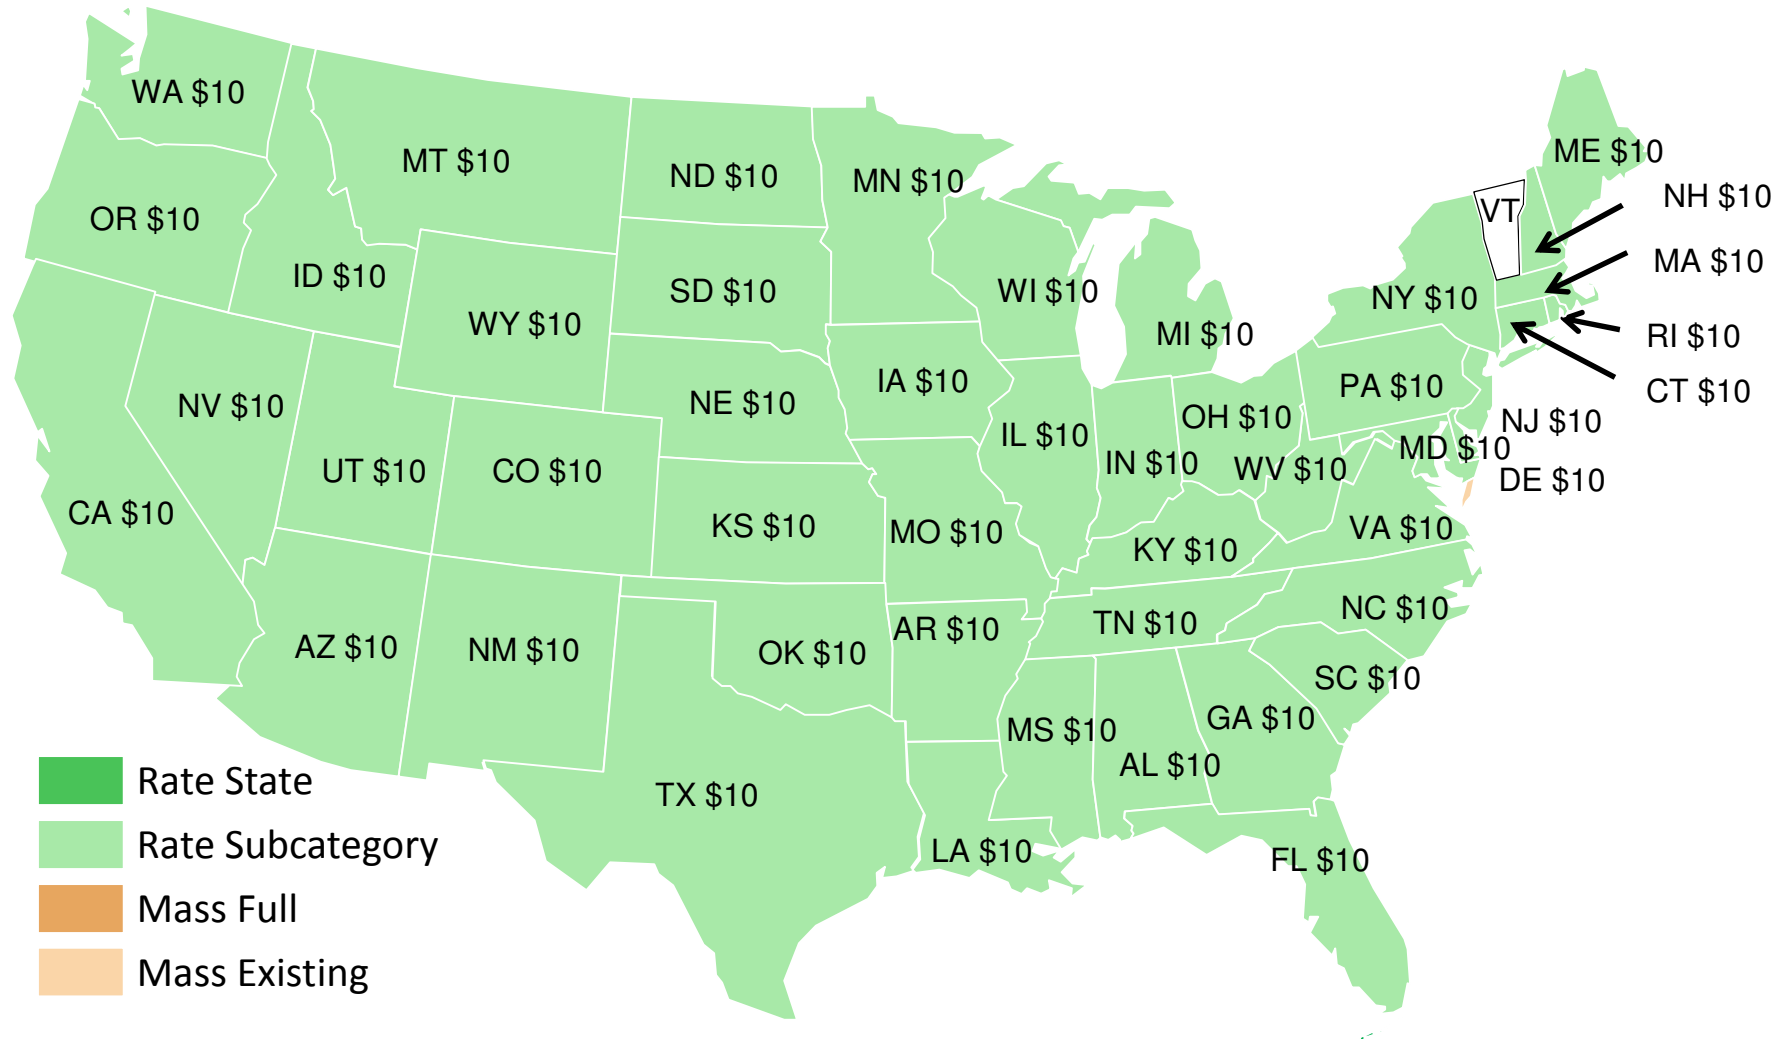 WA $10
MT $10
ND $10
MN $10
ME $10
NH $10
VT
OR $10
ID $10
SD $10
WI $10
MA $10
NY $10
WY $10
MI $10
RI $10
IA $10
PA $10
CT $10
NV $10
NE $10
OH $10
NJ $10
IL $10
MD $10
UT $10
CO $10
IN $10
WV $10
DE $10
CA $10
KS $10
MO $10
VA $10
KY $10
NC $10
AZ $10
NM $10
OK $10
AR $10
TN $10
SC $10
GA $10
MS $10
AL $10
TX $10
LA $10
FL $10
Rate State
Rate Subcategory
Mass Full
Mass Existing